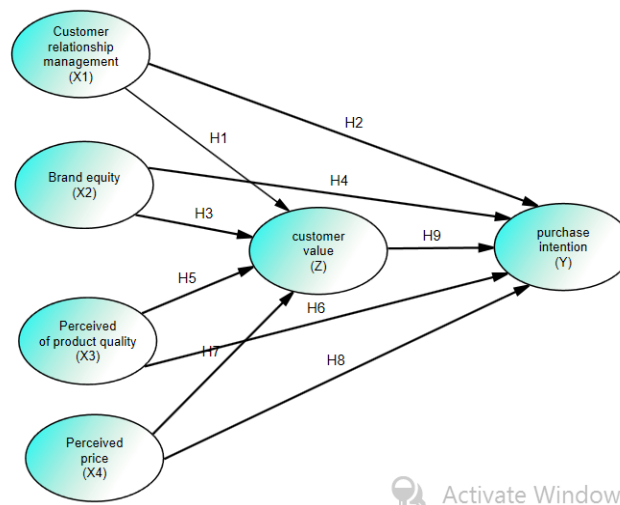 Customer
relationship
management
(X1)
H2
H1
Brand equity
(X2)
H4
H3
customer
value
(Z)
H9
purchase
intention
(Y)
H5
H6
Perceived
of product quality
(X3)
H7
H8
Perceived
price
(X4)
Activate Window